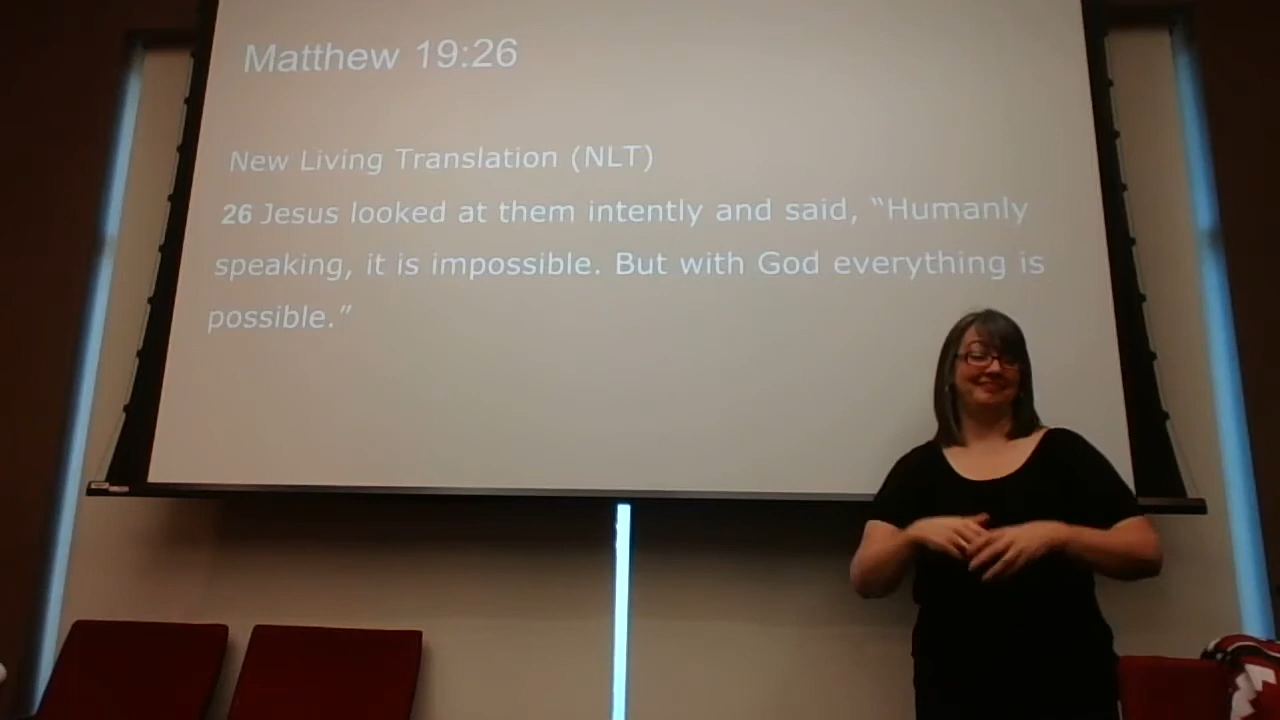 Matthew 19:26
New Living Translation (NLT)
26 Jesus looked at them intently and said, “Humanly
speaking, it is impossible. But with God everything is
possible.”